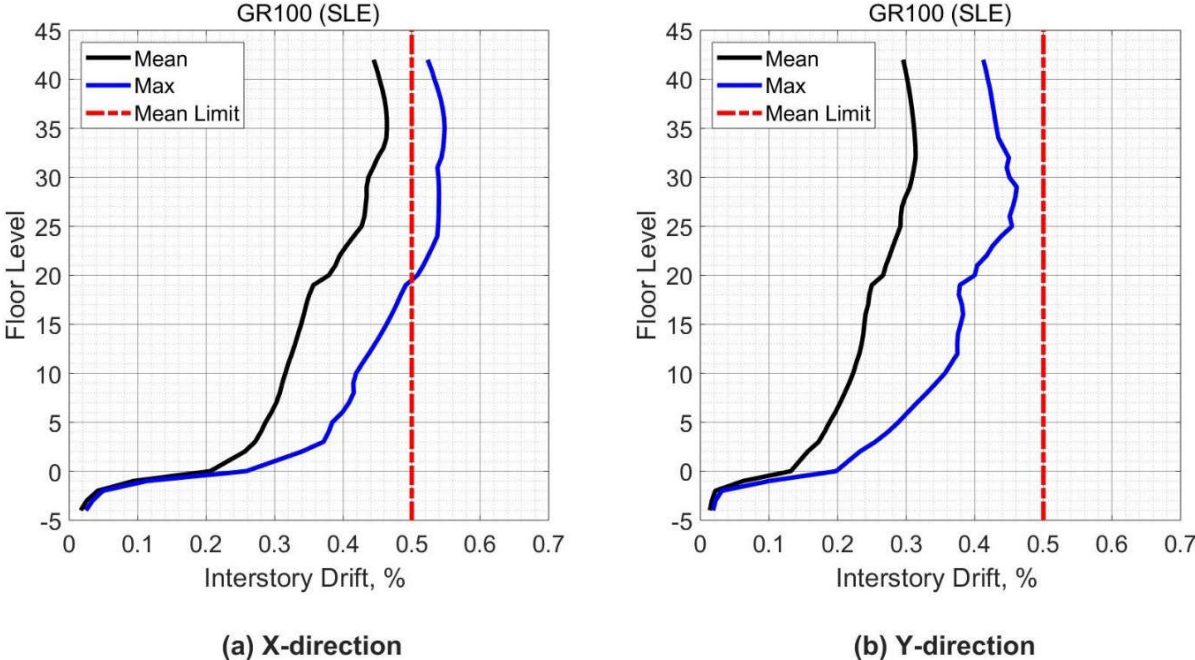 GR100 (SLE)
45
40
35
30
25
20
15
10
5
0
-5
Floor Level
Mean
Max
Mean Limit
0 0.1 0.2 0.3 0.4 0.5 0.6 0.7
Interstory Drift, %
(a) X-direction
GR100 (SLE)
45
40
35
30
25
20
15
10
5
0
-5
Floor Level
Mean
Max
Mean Limit
0 0.1 0.2 0.3 0.4 0.5 0.6 0.7
Interstory Drift, %
(b) Y-direction